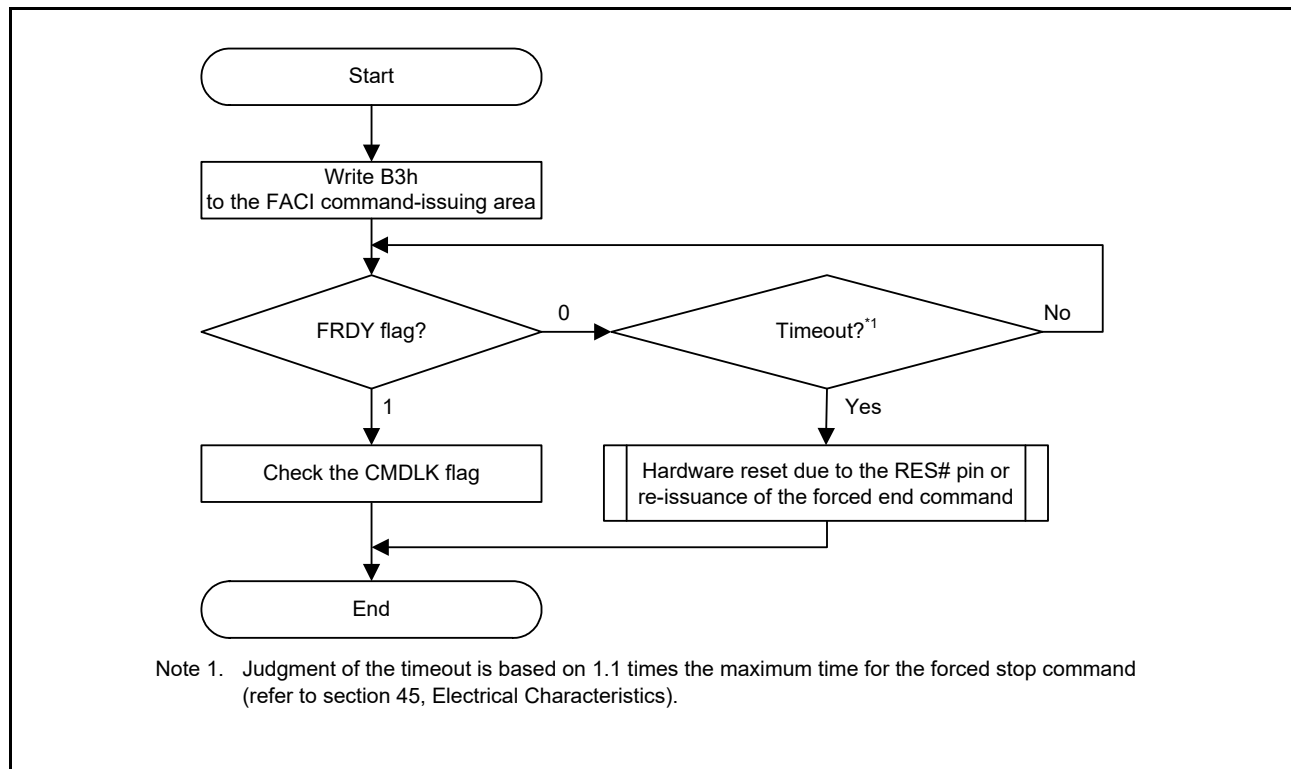 Start
Write B3h
to the FACI command-issuing area
FRDY flag?
0
Timeout?*1
No
1
Yes
Check the CMDLK flag
Hardware reset due to the RES# pin or
re-issuance of the forced end command
End
Note 1. Judgment of the timeout is based on 1.1 times the maximum time for the forced stop command
(refer to section 45, Electrical Characteristics).